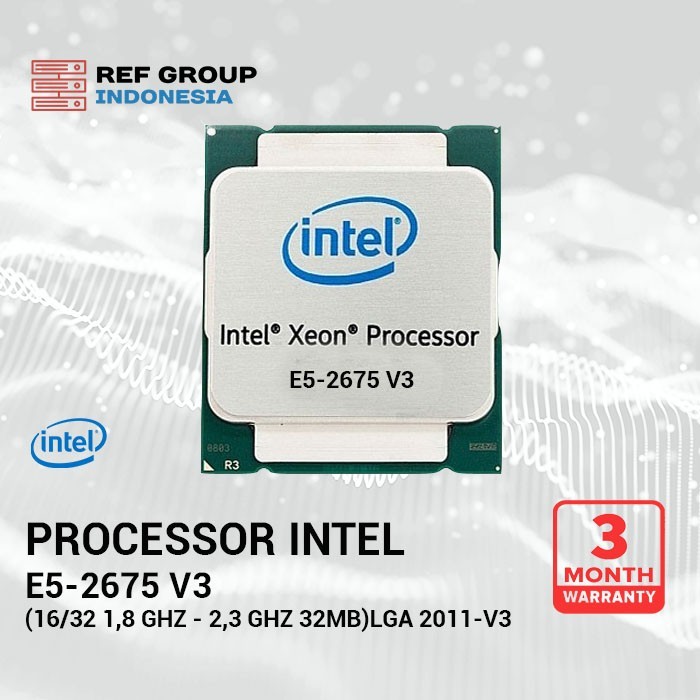 REF GROUP
INDONESIA
intel®
Intel® Xeon® Processor
E5-2675 V3
0803
R3
intel
PROCESSOR INTEL
E5-2675 V3
(16/32 1,8 GHZ - 2,3 GHZ 32MB)LGA 2011-V3
3
MONTH
WARRANTY